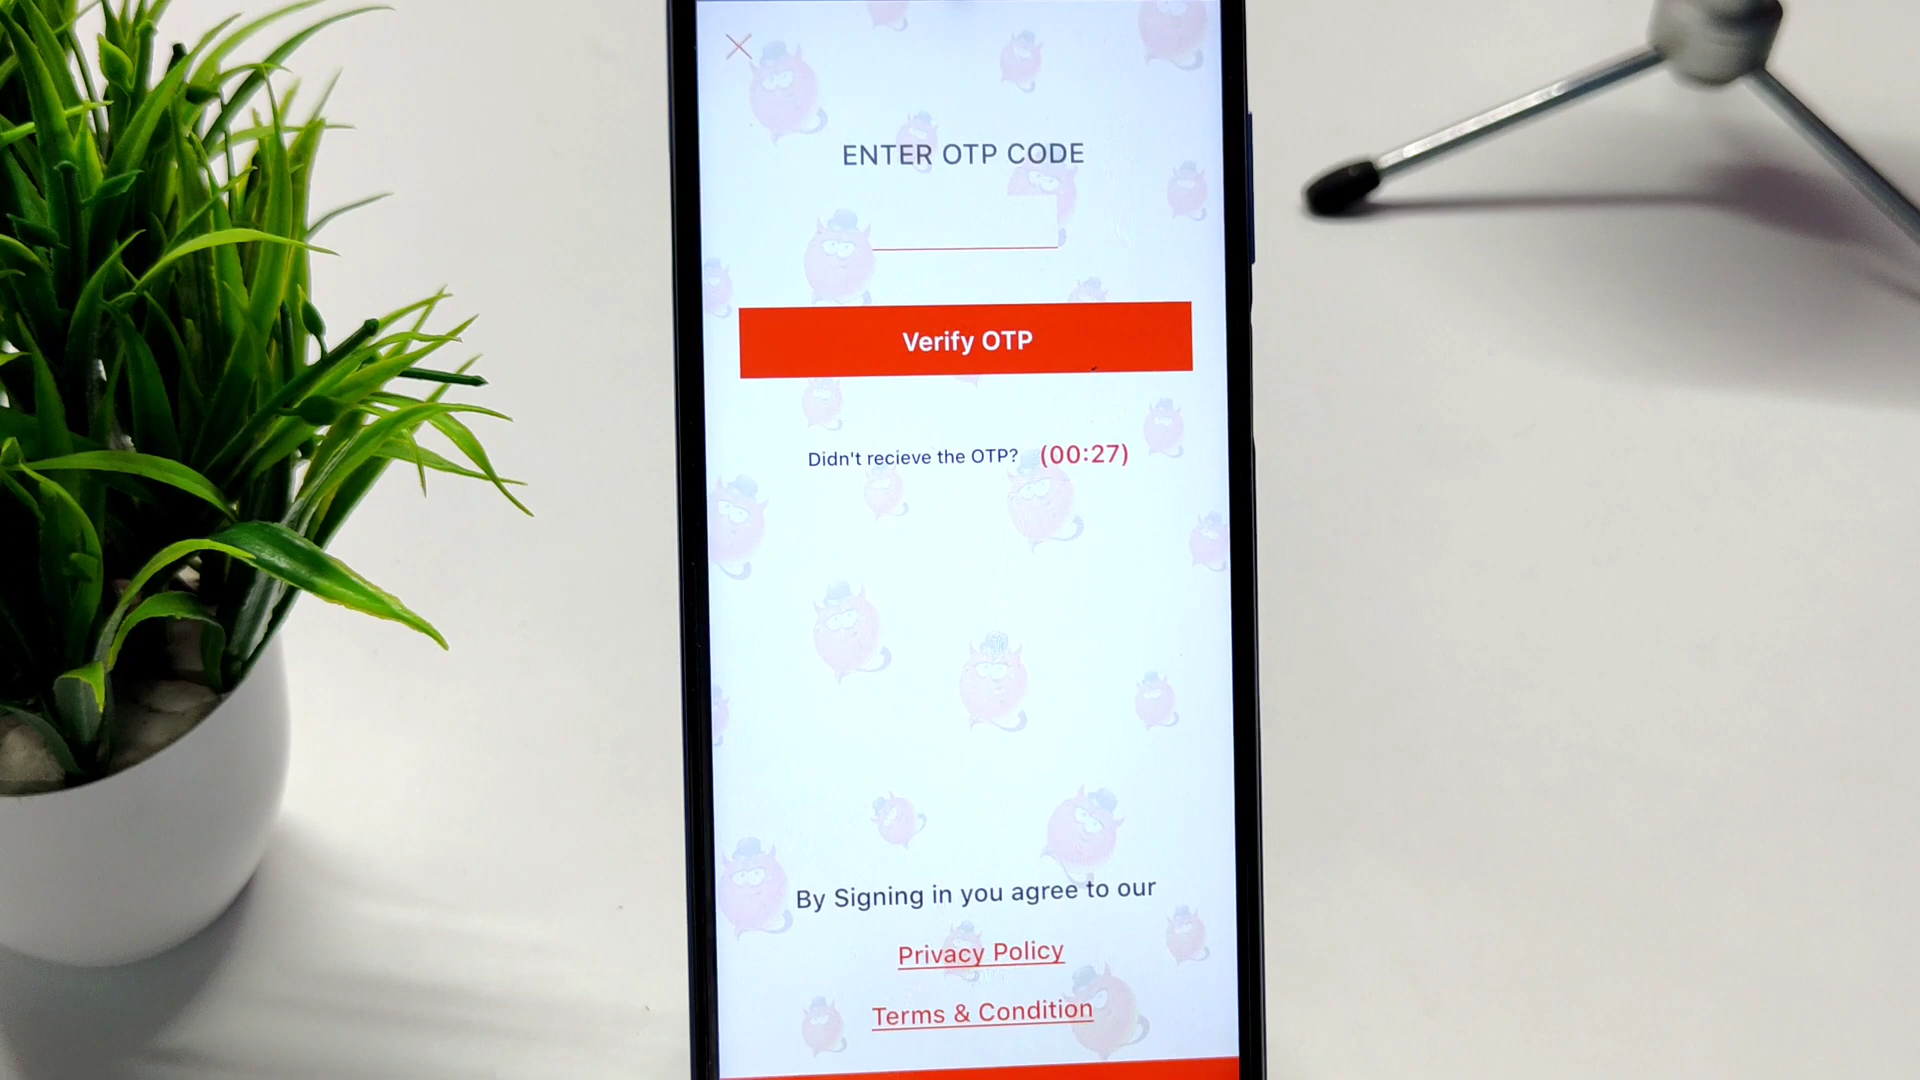 ENTER OTP CODE
Verify OTP
Didn't recieve the OTP? (00:27)
By Signing in you agree to our
Privacy Policy
Terms & Condition